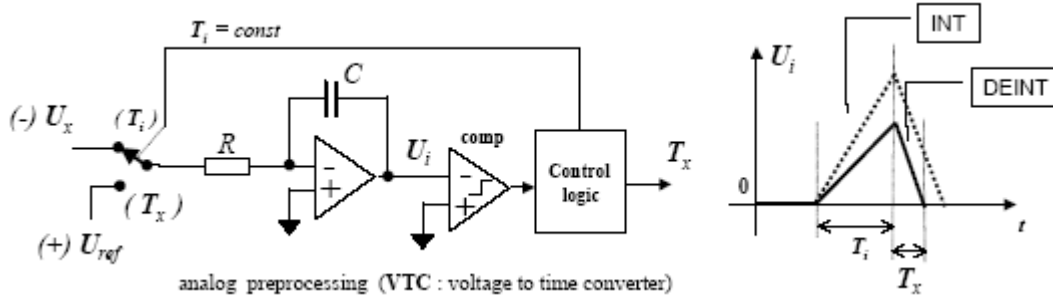 T_i = const
C
(-) U_x
(T_i)
R
U_i
comp
Control
logic
T_x
(T_x)
(+) U_ref
− +
− +
analog preprocessing (VTC : voltage to time converter)
INT
U_i
DEINT
0
T_i
t
T_x